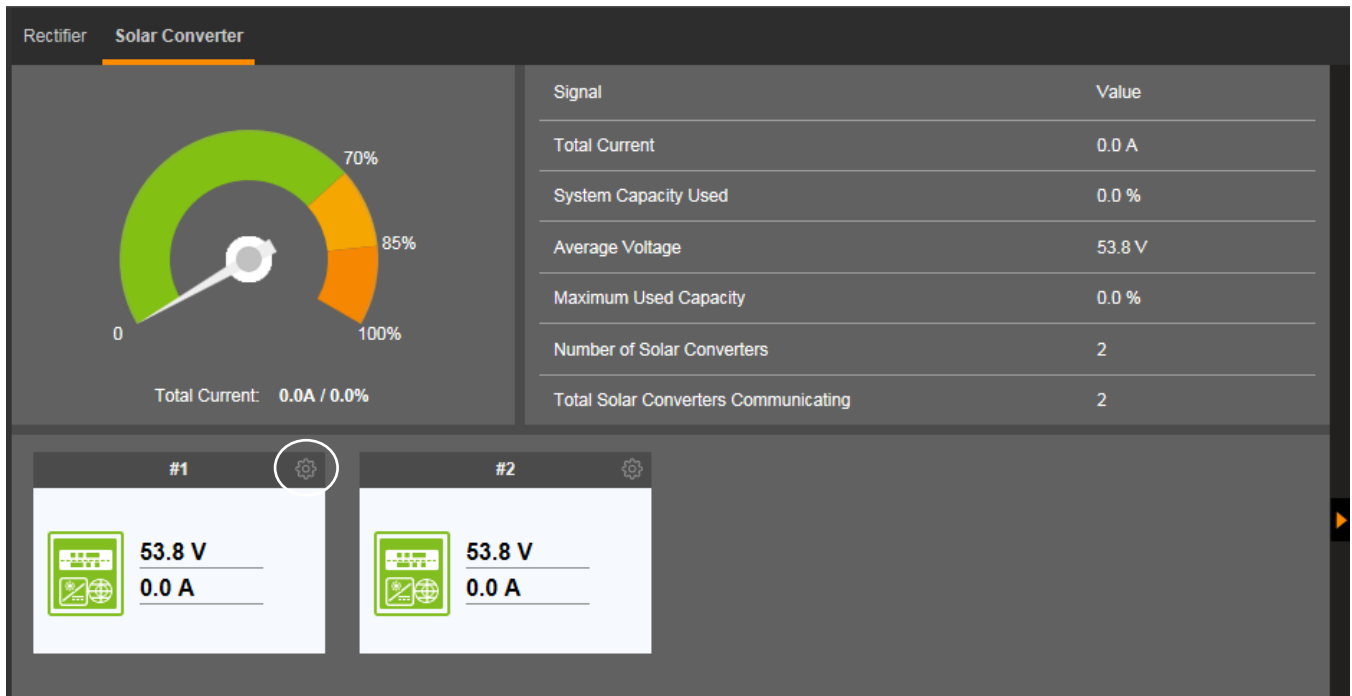 Rectifier Solar Converter
70%
85%
0
100%
Total Current: 0.0A / 0.0%
Signal Value
Total Current 0.0 A
System Capacity Used 0.0 %
Average Voltage 53.8 V
Maximum Used Capacity 0.0 %
Number of Solar Converters 2
Total Solar Converters Communicating 2
#1
53.8 V
0.0 A
#2
53.8 V
0.0 A